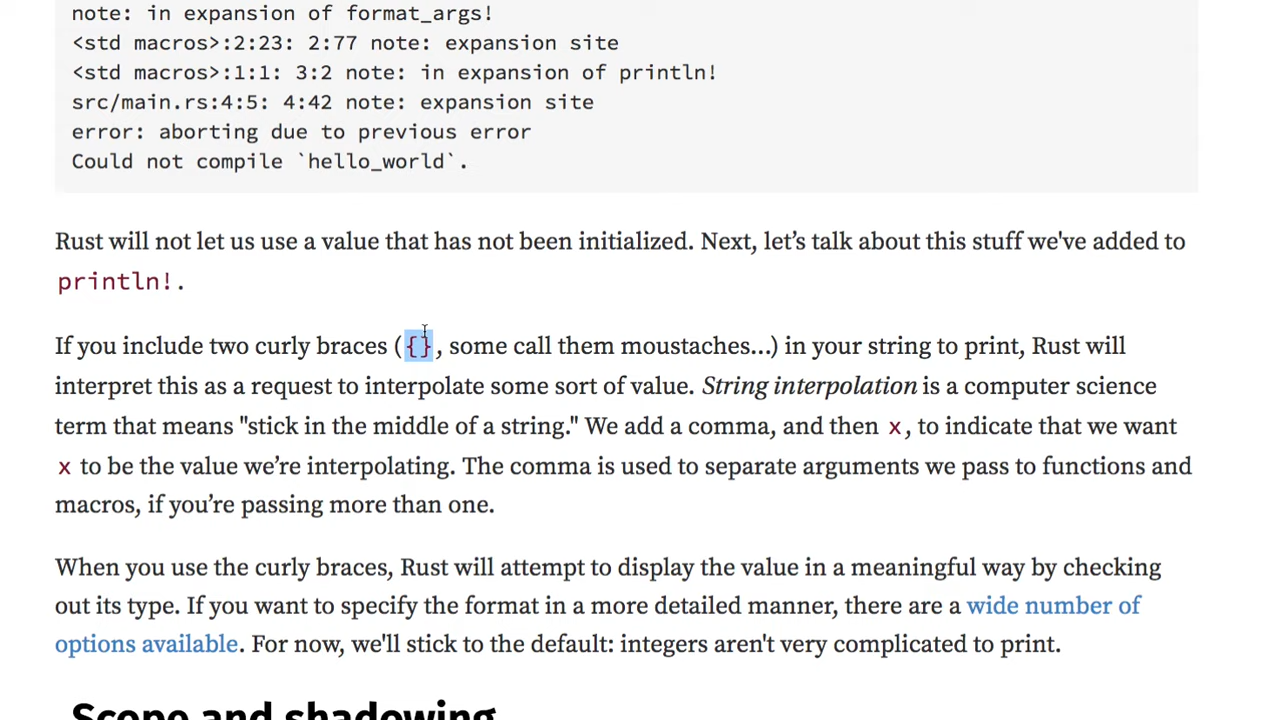 note: in expansion of format_args!
<std macros>:2:23: 2:77 note: expansion site
<std macros>:1:1: 3:2 note: in expansion of println!
src/main.rs:4:5: 4:42 note: expansion site
error: aborting due to previous error
Could not compile `hello_world`.
Rust will not let us use a value that has not been initialized. Next, let’s talk about this stuff we've added to
println!.
If you include two curly braces ({}, some call them moustaches...) in your string to print, Rust will
interpret this as a request to interpolate some sort of value. String interpolation is a computer science
term that means "stick in the middle of a string." We add a comma, and then x, to indicate that we want
x to be the value we’re interpolating. The comma is used to separate arguments we pass to functions and
macros, if you’re passing more than one.
When you use the curly braces, Rust will attempt to display the value in a meaningful way by checking
out its type. If you want to specify the format in a more detailed manner, there are a wide number of
options available. For now, we'll stick to the default: integers aren't very complicated to print.
Scope and shadowing